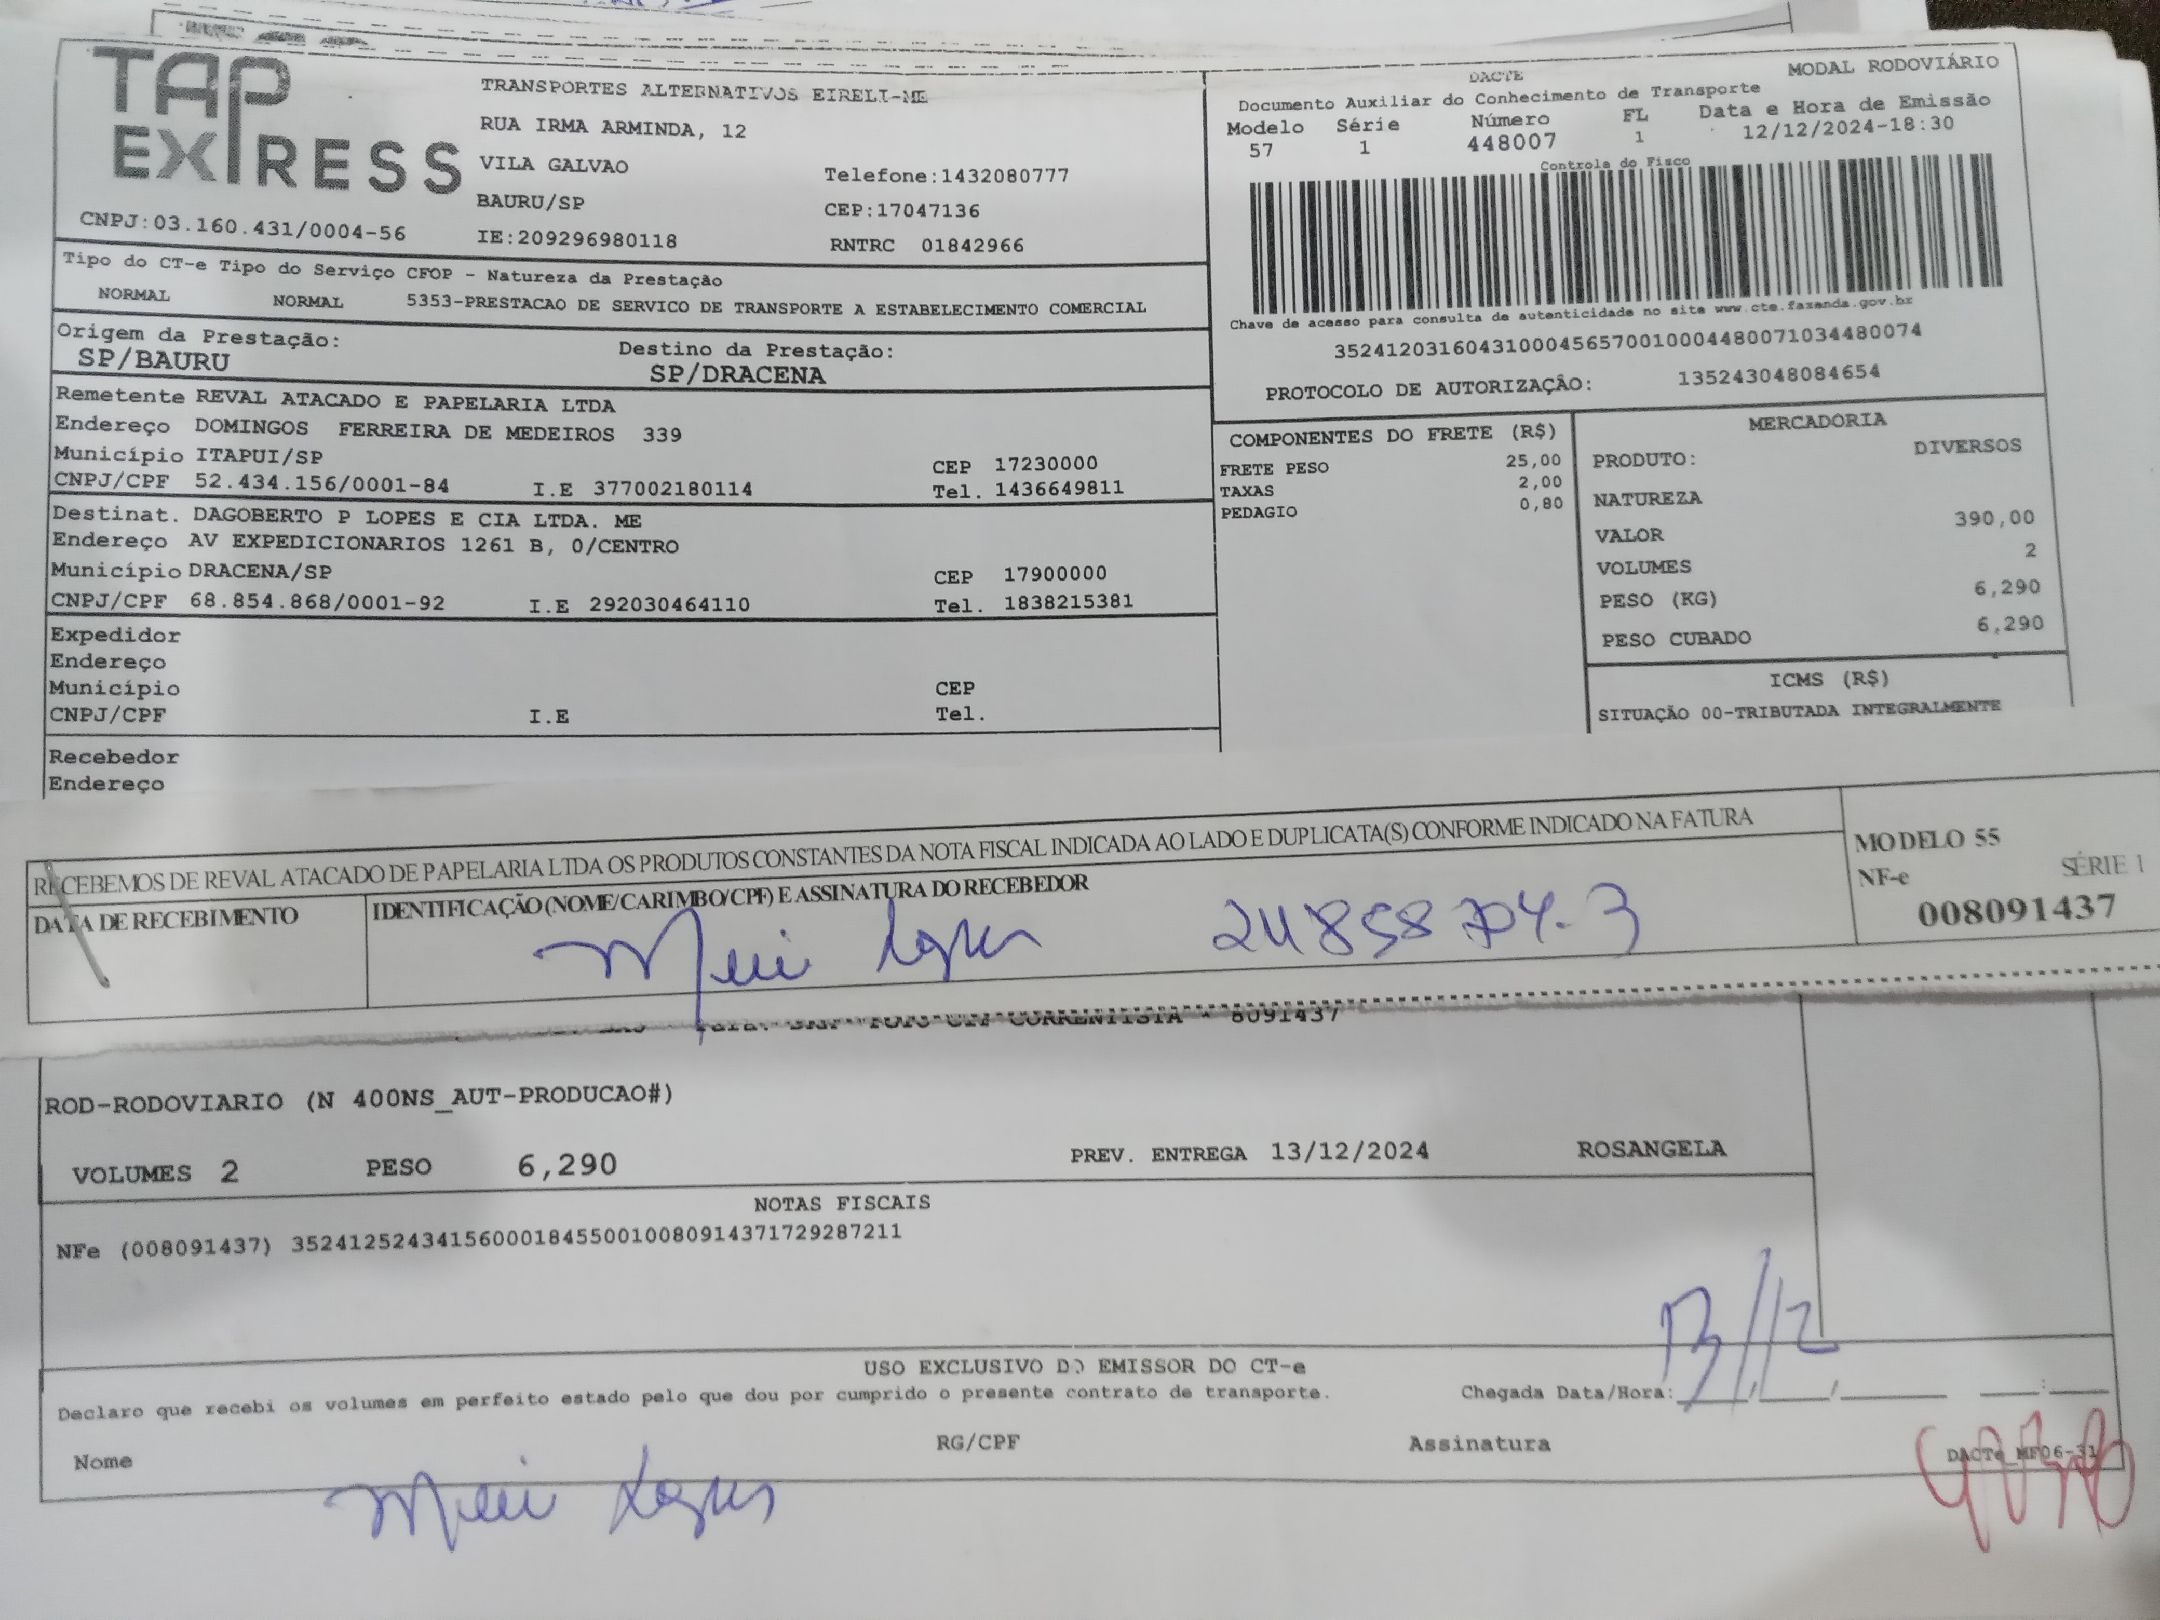 TAP EXPRESS
CNPJ:03.160.431/0004-56
TRANSPORTES ALTERNATIVOS EIRELI-ME
RUA IRMA ARMINDA, 12
VILA GALVAO
Telefone:1432080777
BAURU/SP
CEP:17047136
IE:209296980118
RNTRC 01842966
DACTE
MODAL RODOVIÁRIO
Documento Auxiliar do Conhecimento de Transporte
Modelo Série Número FL Data e Hora de Emissão
57 1 448007 1 12/12/2024-18:30
Controle do Fisco
Chave de acesso para consulta de autenticidade no site www.cte.fazenda.gov.br
35241203160431000456570010004480071034480074
PROTOCOLO DE AUTORIZAÇÃO: 135243048084654
Tipo do CT-e Tipo do Serviço CFOP - Natureza da Prestação
NORMAL NORMAL 5353-PRESTACAO DE SERVICO DE TRANSPORTE A ESTABELECIMENTO COMERCIAL
Origem da Prestação: Destino da Prestação:
SP/BAURU SP/DRACENA
Remetente REVAL ATACADO E PAPELARIA LTDA
Endereço DOMINGOS FERREIRA DE MEDEIROS 339
Município ITAPUI/SP CEP 17230000
CNPJ/CPF 52.434.156/0001-84 I.E 377002180114 Tel. 1436649811
Destinat. DAGOBERTO P LOPES E CIA LTDA. ME
Endereço AV EXPEDICIONARIOS 1261 B, 0/CENTRO
Município DRACENA/SP CEP 17900000
CNPJ/CPF 68.854.868/0001-92 I.E 292030464110 Tel. 1838215381
Expedidor
Endereço
Município CEP
CNPJ/CPF I.E Tel.
Recebedor
Endereço
COMPONENTES DO FRETE (R$)
FRETE PESO 25,00
TAXAS 2,00
PEDAGIO 0,80
MERCADORIA
PRODUTO: DIVERSOS
NATUREZA
VALOR 390,00
VOLUMES 2
PESO (KG) 6,290
PESO CUBADO 6,290
ICMS (R$)
SITUAÇÃO 00-TRIBUTADA INTEGRALMENTE
RECEBEMOS DE REVAL ATACADO DE PAPELARIA LTDA OS PRODUTOS CONSTANTES DA NOTA FISCAL INDICADA AO LADO E DUPLICATA(S) CONFORME INDICADO NA FATURA
DATA DE RECEBIMENTO
IDENTIFICAÇÃO (NOME/CARIMBO/CPF) E ASSINATURA DO RECEBEDOR
MODELO 55
NF-e SÉRIE 1
008091437
CORRENTISTA - 8091437
ROD-RODOVIARIO (N 400NS_AUT-PRODUCAO#)
VOLUMES 2 PESO 6,290 PREV. ENTREGA 13/12/2024 ROSANGELA
NOTAS FISCAIS
NFe (008091437) 35241252434156000184550010080914371729287211
13/12
USO EXCLUSIVO DO EMISSOR DO CT-e
Declaro que recebi os volumes em perfeito estado pelo que dou por cumprido o presente contrato de transporte.
Chegada Data/Hora:
Nome RG/CPF Assinatura
DACTe_MF06-31